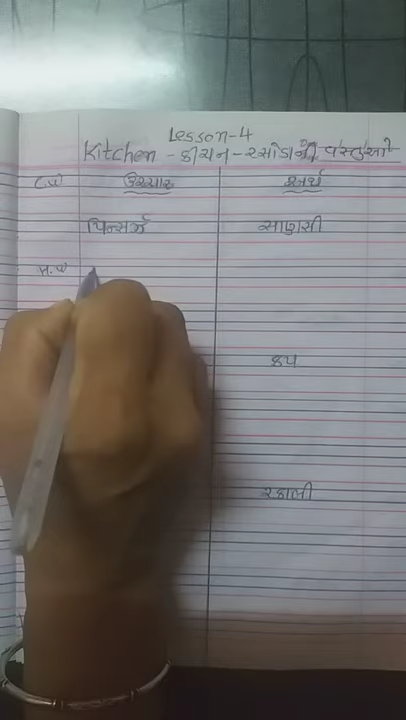 Lesson-4
Kitchen - કીચન - રસોડાની વસ્તુઓ
C.W ઉચ્ચાર અર્થ
પિન્સર્ઝ સાણસી
H.W
કપ
રકાબી